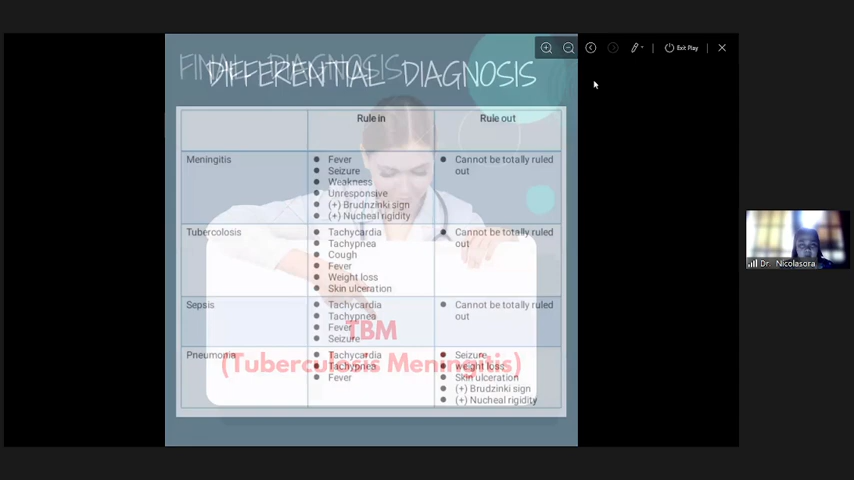 Exit Play
FINAL DIAGNOSIS
DIFFERENTIAL DIAGNOSIS
Rule in Rule out
Meningitis
Fever
Seizure
Weakness
Unresponsive
(+) Brudnzinki sign
(+) Nucheal rigidity
Cannot be totally ruled
out
Tubercolosis
Tachycardia
Tachypnea
Cough
Fever
Weight loss
Skin ulceration
Cannot be totally ruled
out
Sepsis
Tachycardia
Tachypnea
Fever
Seizure
Cannot be totally ruled
out
Pneumonia
Tachycardia
Tachypnea
Fever
Seizure
weight loss
Skin ulceration
(+) Brudzinki sign
(+) Nucheal rigidity
TBM
(Tuberculosis Meningitis)
Dr. Nicolasora